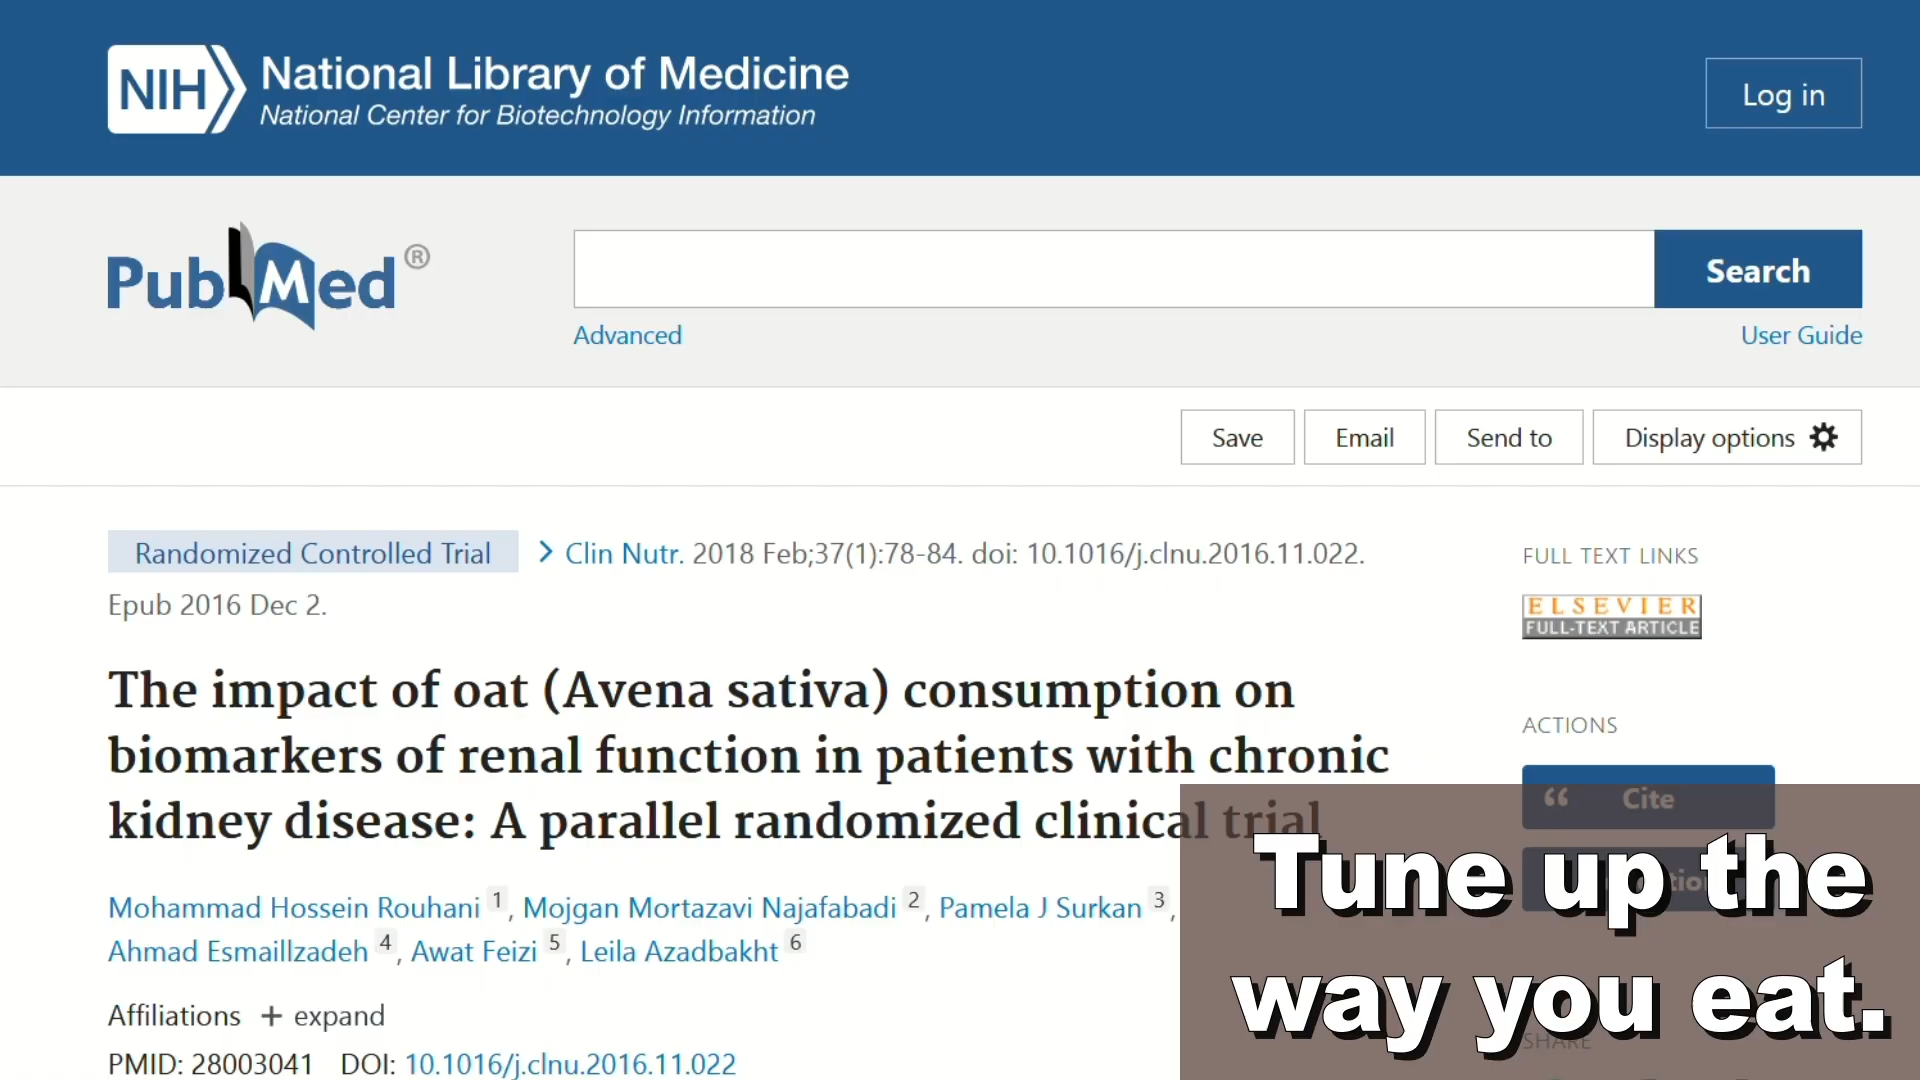 NIH National Library of Medicine
National Center for Biotechnology Information
Log in
PubMed®
Search
Advanced
User Guide
Save Email Send to Display options
Randomized Controlled Trial > Clin Nutr. 2018 Feb;37(1):78-84. doi: 10.1016/j.clnu.2016.11.022.
Epub 2016 Dec 2.
The impact of oat (Avena sativa) consumption on
biomarkers of renal function in patients with chronic
kidney disease: A parallel randomized clinical trial
Mohammad Hossein Rouhani 1, Mojgan Mortazavi Najafabadi 2, Pamela J Surkan 3,
Ahmad Esmaillzadeh 4, Awat Feizi 5, Leila Azadbakht 6
Affiliations + expand
PMID: 28003041 DOI: 10.1016/j.clnu.2016.11.022
FULL TEXT LINKS
ELSEVIER
FULL-TEXT ARTICLE
ACTIONS
“ Cite
SHARE
Tune up the
way you eat.